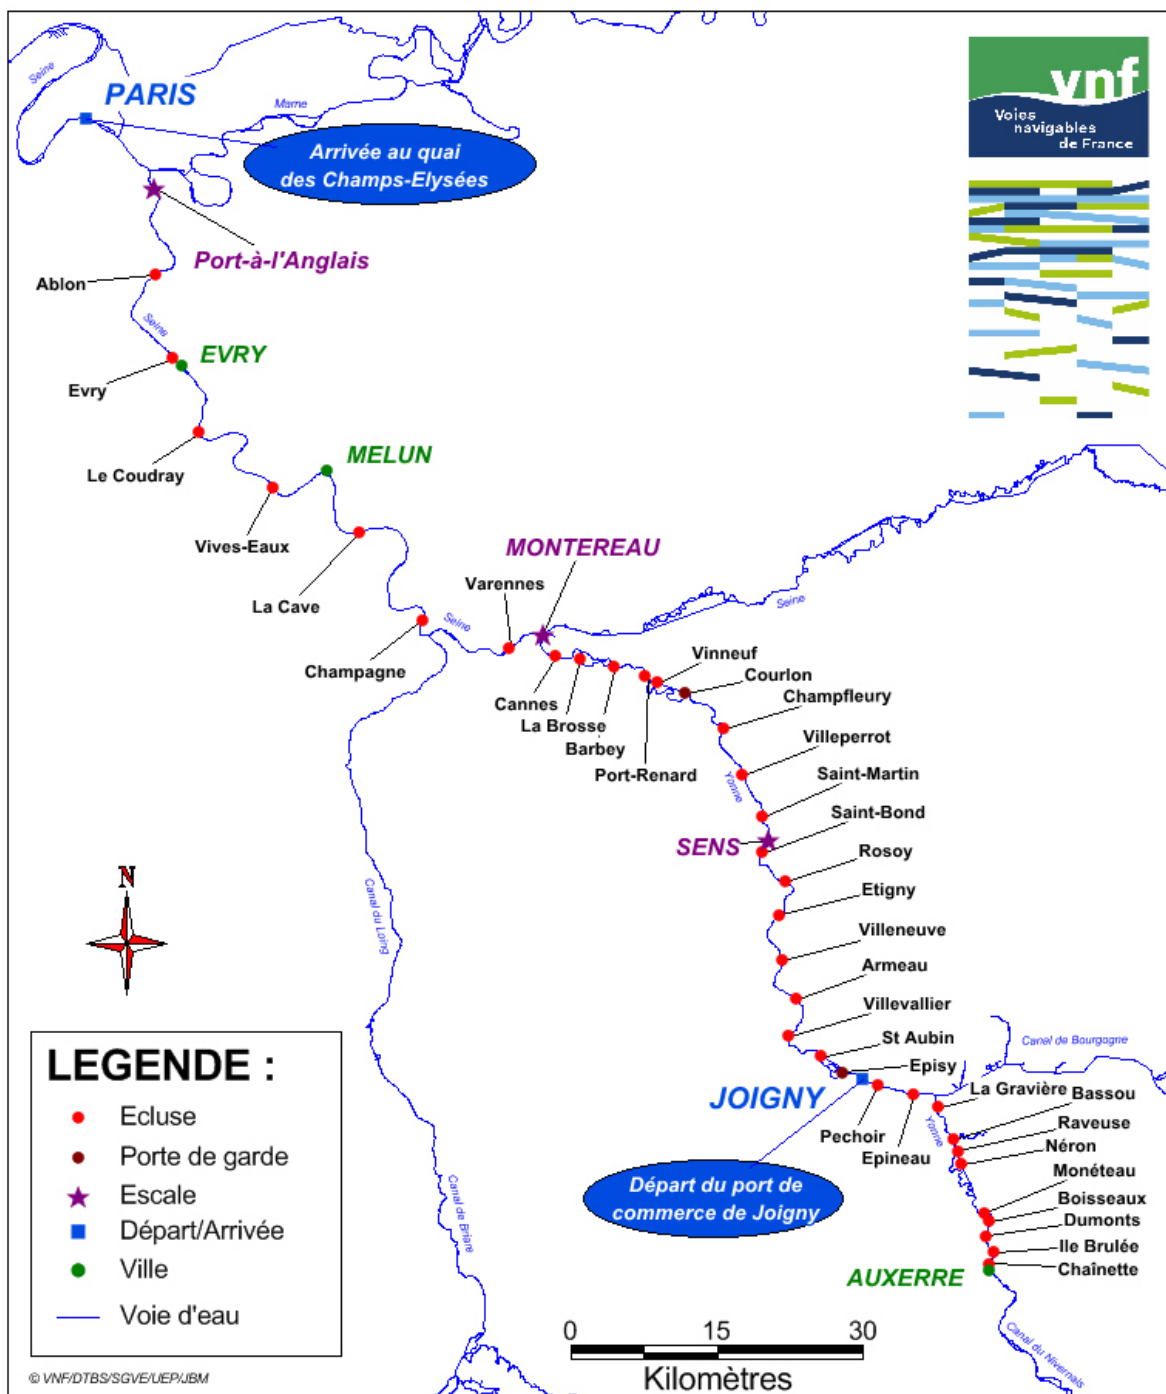 Seine
PARIS
Marne
Arrivée au quai
des Champs-Elysées
vnf
Voies
navigables
de France
Port-à-l'Anglais
Ablon
Seine
EVRY
Evry
MELUN
Le Coudray
Vives-Eaux
MONTEREAU
Varennes
La Cave
Seine
Seine
Champagne
Vinneuf
Courlon
Cannes
Champfleury
La Brosse
Barbey
Villeperrot
Port-Renard
Yonne
Saint-Martin
Saint-Bond
SENS
Rosoy
Etigny
Canal du Loing
Villeneuve
Armeau
N
Villevallier
St Aubin
Canal de Bourgogne
Episy
JOIGNY
La Gravière
Bassou
Pechoir
Yonne
Raveuse
Epineau
Néron
Monéteau
Départ du port de
commerce de Joigny
Boisseaux
Dumonts
Canal de Briare
Ile Brulée
Chaînette
AUXERRE
Canal du Nivernais
LEGENDE :
Ecluse
Porte de garde
Escale
Départ/Arrivée
Ville
Voie d'eau
0 15 30
Kilomètres
© VNF/DTBS/SGVE/UEP/JBM